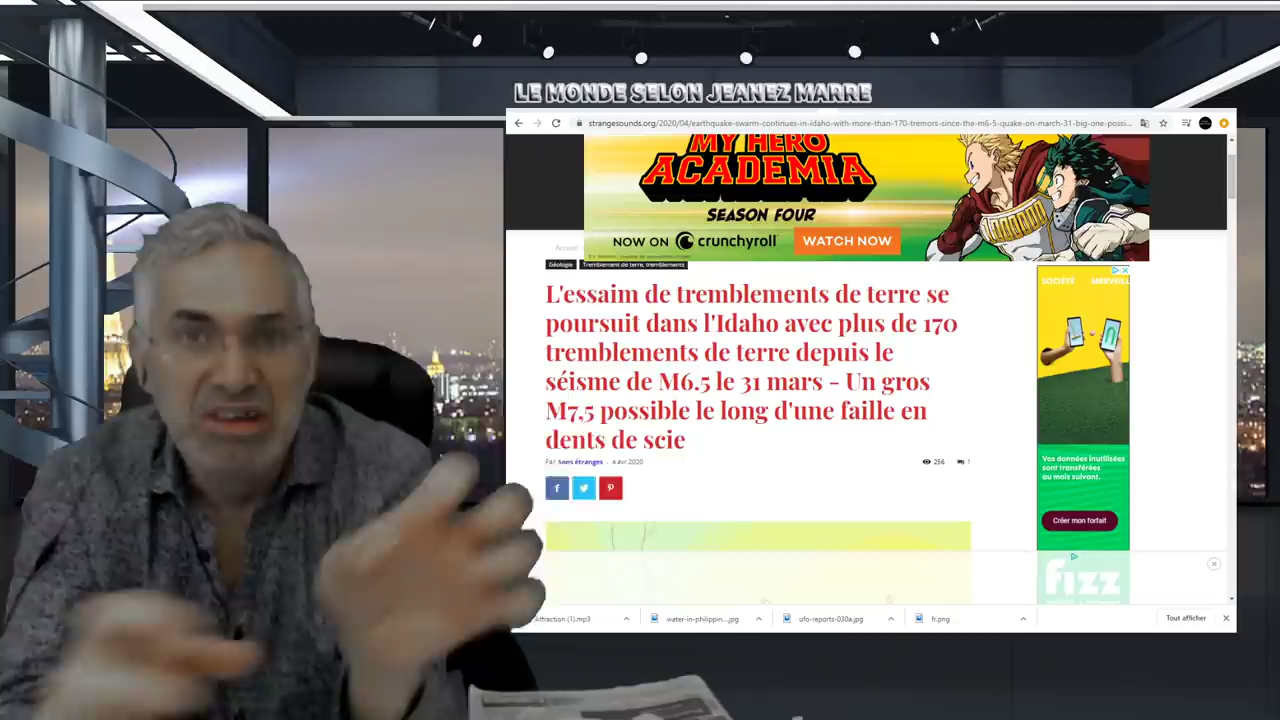 LE MONDE SELON JEANEZ MARRE
strangesounds.org/2020/04/earthquake-swarm-continues-in-idaho-with-more-than-170-tremors-since-the-m6-5-quake-on-march-31-big-one-possi...
MY HERO
ACADEMIA
SEASON FOUR
NOW ON crunchyroll WATCH NOW
Accueil
Géologie Tremblement de terre, tremblements
L'essaim de tremblements de terre se
poursuit dans l'Idaho avec plus de 170
tremblements de terre depuis le
séisme de M6.5 le 31 mars - Un gros
M7,5 possible le long d'une faille en
dents de scie
Par Sons étranges - 4 avr.2020 256 1
SOCIÉTÉ MERVEILL
Vos données inutilisées
sont transférées
au mois suivant.
Créer mon forfait
fizz
ttraction (1).mp3 water-in-philippin....jpg ufo-reports-030a.jpg fr.png Tout afficher